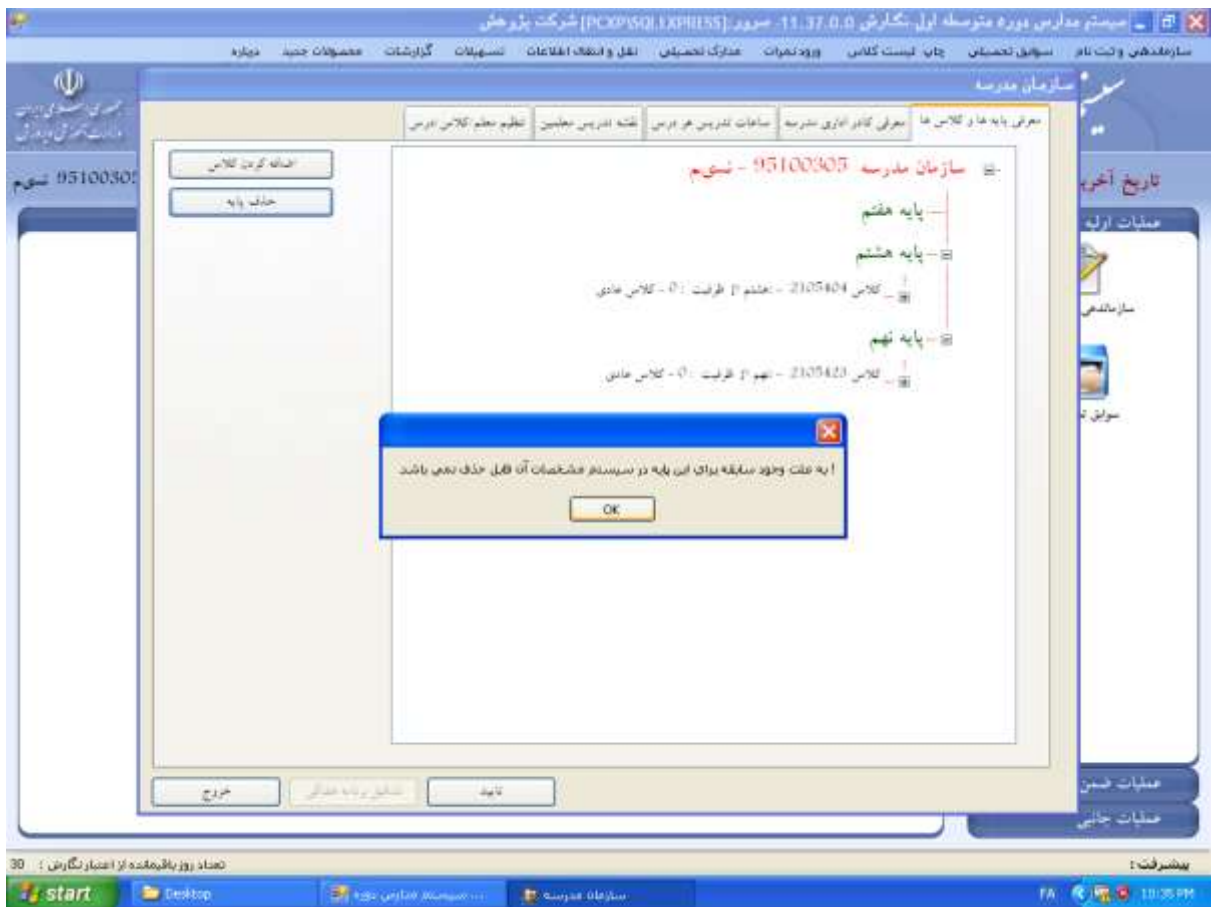 سیستم مدارس دوره متوسطه اول نگارش 11.37.0.0- سرور:[PCXP\SQLEXPRESS] شرکت پژوهش
سازماندهی و ثبت نام سوابق تحصیلی چاپ لیست کلاس ورود نمرات مدارک تحصیلی نقل و انتقال اطلاعات تسهیلات گزارشات محصولات جدید درباره
سازمان مدرسه
معرفی پایه ها و کلاس ها معرفی کادر اداری مدرسه ساعات تدریس هر درس نقشه تدریس معلمین تنظیم معلم کلاس درس
اضافه کردن کلاس
حذف پایه
سازمان مدرسه 95100305 - نسیم
پایه هفتم
پایه هشتم
کلاس 2105404 - هشتم p ظرفیت : 0 - کلاس عادی
پایه نهم
کلاس 2105423 - نهم p ظرفیت : 0 - کلاس عادی
! به علت وجود سابقه برای این پایه در سیستم مشخصات آن قابل حذف نمی باشد
OK
تاریخ آخری
9510030 نسیم
عملیات اولیه
سازماندهی
سوابق ت
عملیات ضمن
عملیات جانبی
تایید
خروج
پیشرفت :
تعداد روز باقیمانده از اعتبار نگارش : 30
start
Desktop
سیستم مدارس دوره ...
سازمان مدرسه
FA
10:35 PM